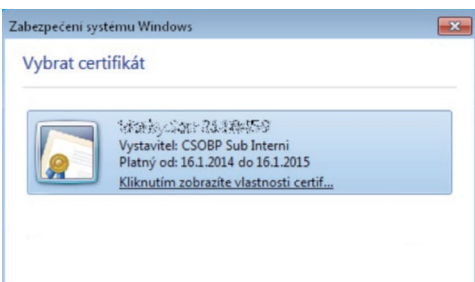 Zabezpečení systému Windows
Vybrat certifikát
Vystavitel: CSOBP Sub Interni
Platný od: 16.1.2014 do 16.1.2015
Kliknutím zobrazíte vlastnosti certif...